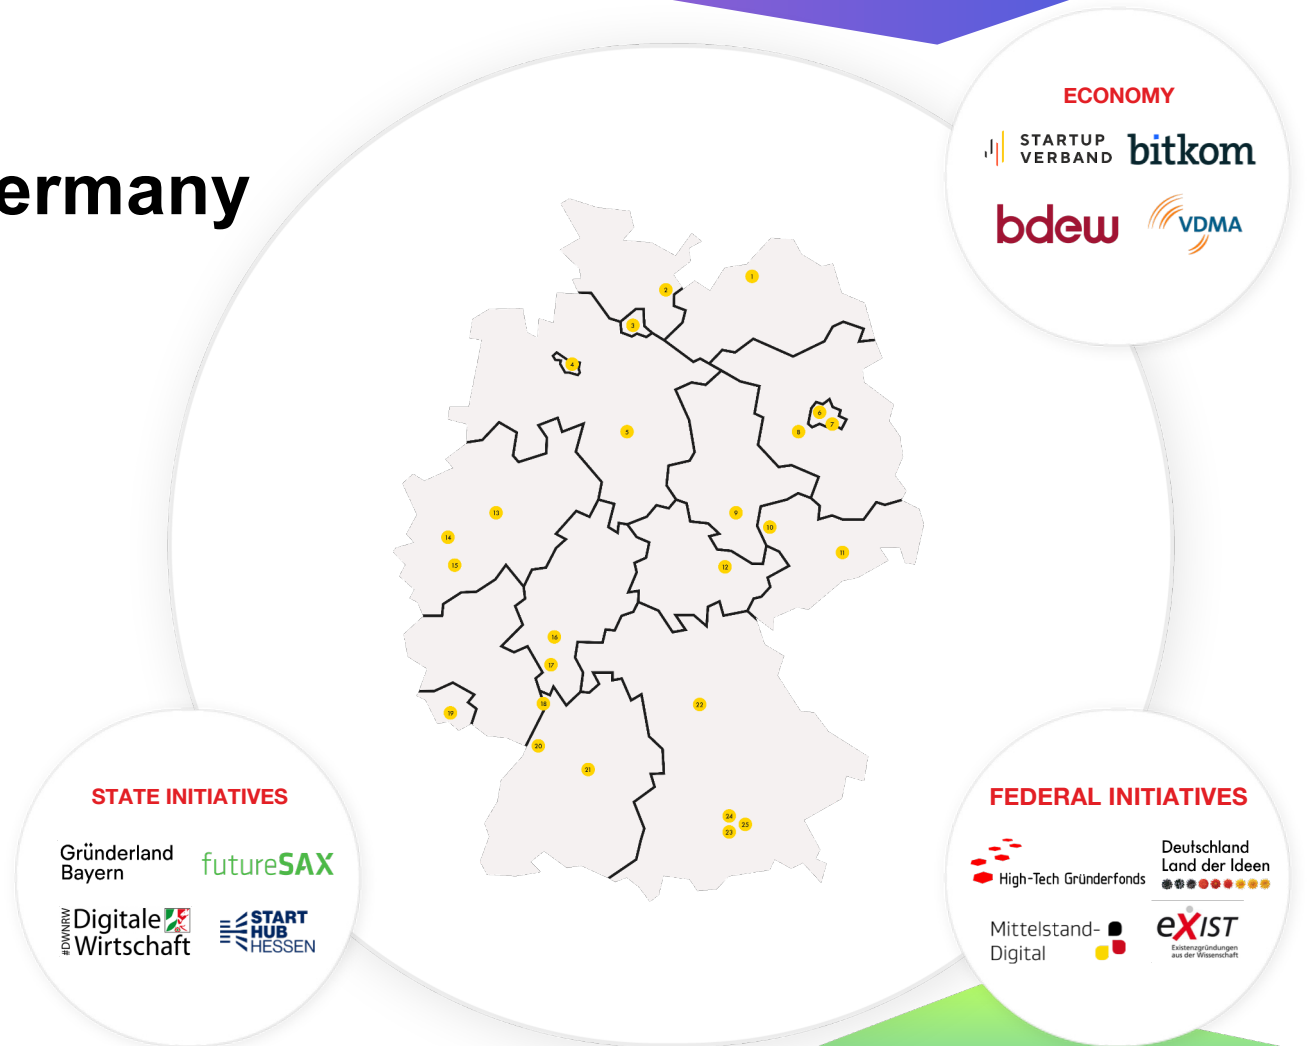 ermany
ECONOMY
STARTUP
VERBAND
bitkom
bdew
VDMA
1
2
3
4
5
6
7
8
9
10
11
12
13
14
15
16
17
18
19
20
21
22
24
25
23
STATE INITIATIVES
Gründerland
Bayern
futureSAX
#DWNRW
Digitale
Wirtschaft
START
HUB
HESSEN
FEDERAL INITIATIVES
High-Tech Gründerfonds
Deutschland
Land der Ideen
Mittelstand-
Digital
eXIST
Existenzgründungen
aus der Wissenschaft